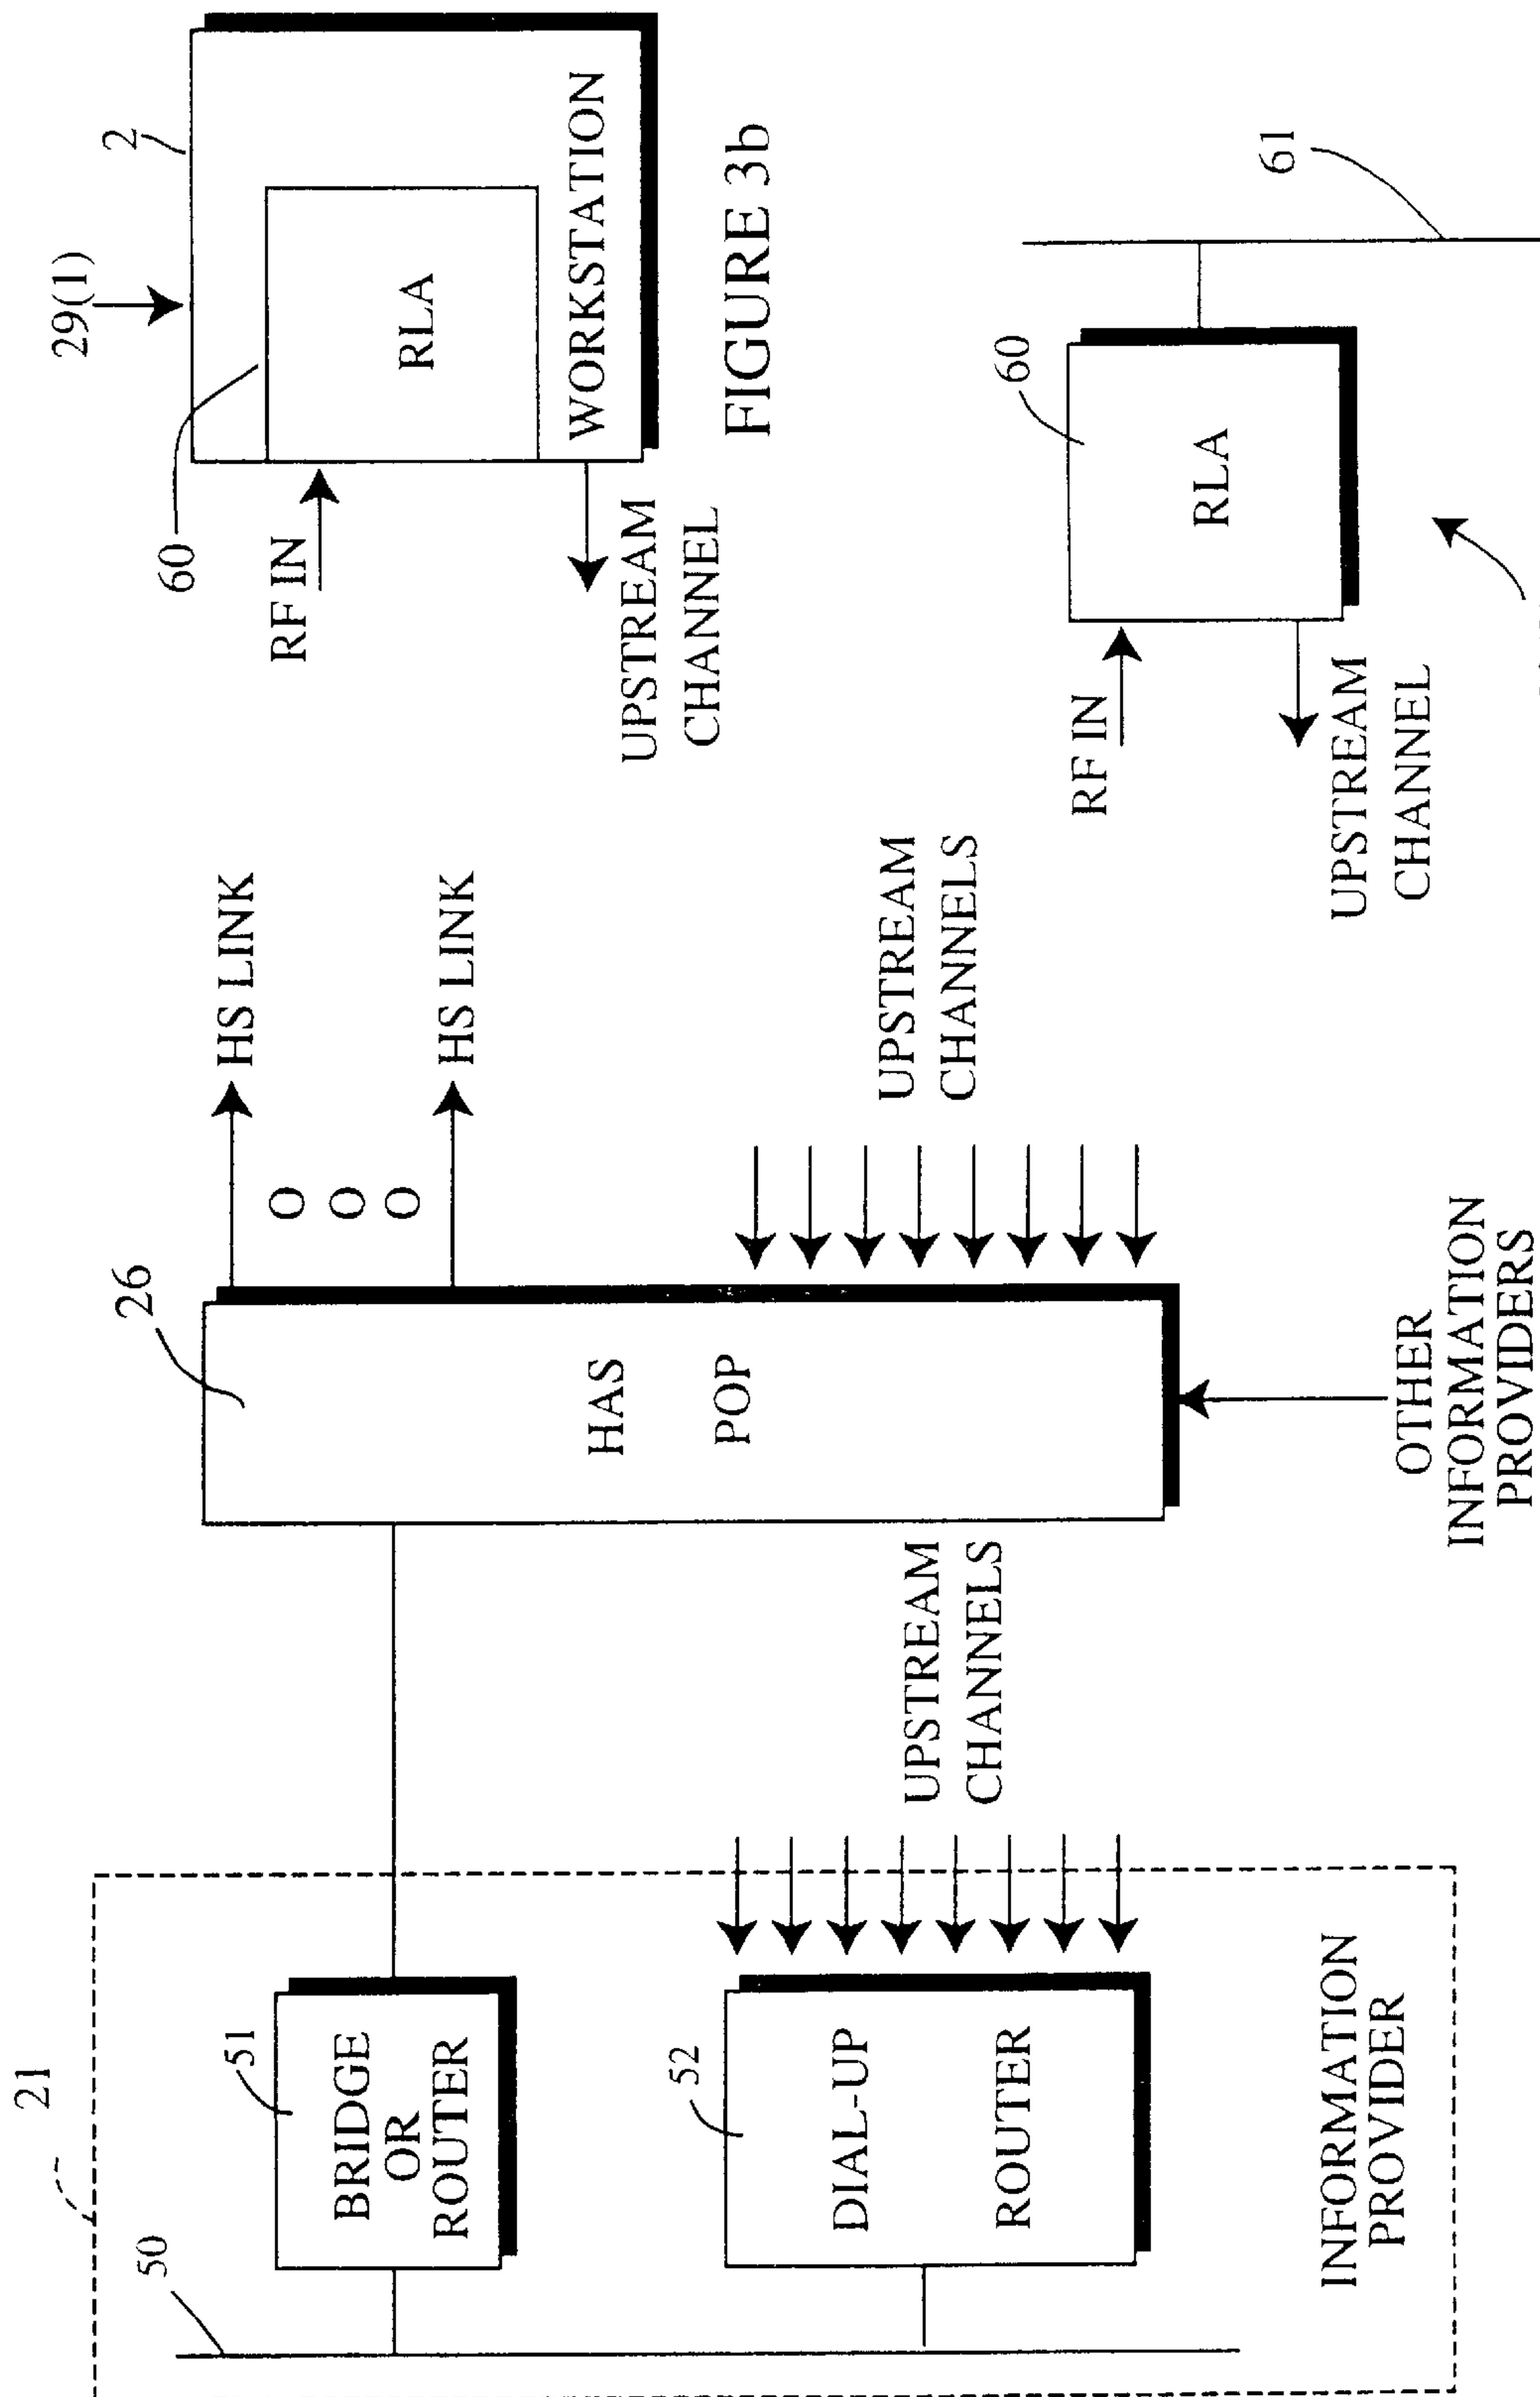 21
50
51
BRIDGE
OR
ROUTER
52
DIAL-UP
ROUTER
INFORMATION
PROVIDER
UPSTREAM
CHANNELS
26
HAS
POP
OTHER
INFORMATION
PROVIDERS
HS LINK
O
O
O
HS LINK
UPSTREAM
CHANNELS
29(1)
2
60
RLA
WORKSTATION
RF IN
UPSTREAM
CHANNEL
FIGURE 3b
60
61
RLA
RF IN
UPSTREAM
CHANNEL